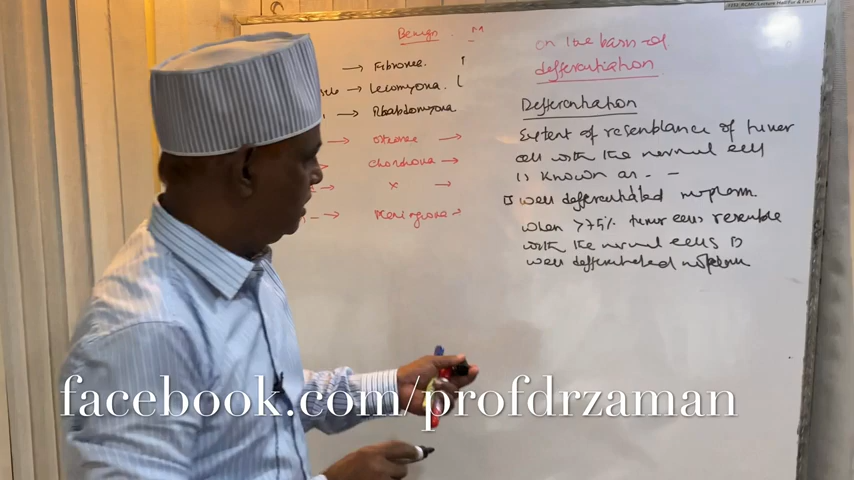 Benign. M
→ Fibroma.
→ Leiomyoma.
→ Rhabdomyoma
→ osteoma →
→ chondroma →
→ x →
→ Meningioma →
on the basis of
differentiation
Differentiation
Extent of resemblance of tumor
cell with the normal cell
is known as - -
well differentiated neoplasm.
when >75% tumor cells resemble
with the normal cells is
well differentiated neoplasm
facebook.com/profdrzaman